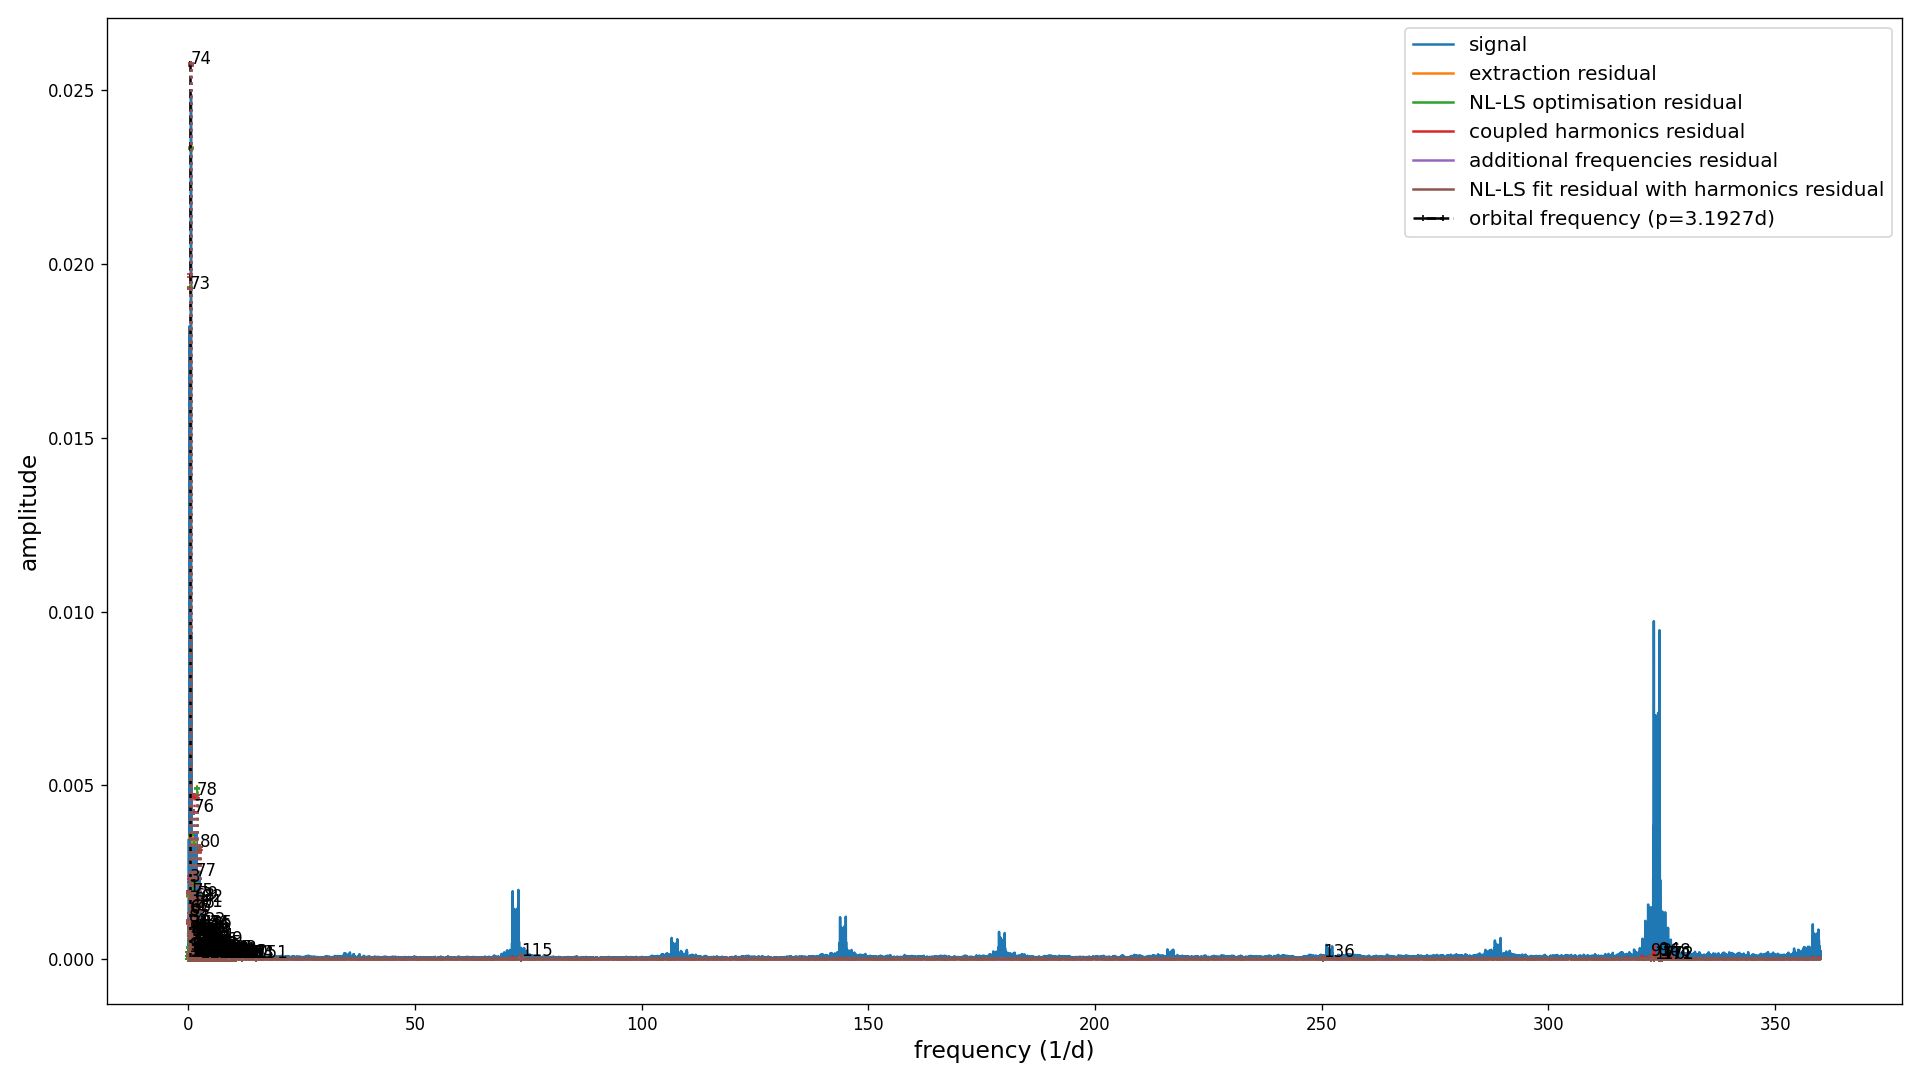 signal
extraction residual
NL-LS optimisation residual
coupled harmonics residual
additional frequencies residual
NL-LS fit residual with harmonics residual
orbital frequency (p=3.1927d)
amplitude
0.025
0.020
0.015
0.010
0.005
0.000
74
73
78
76
80
77
115
136
0
50
100
150
200
250
300
350
frequency (1/d)